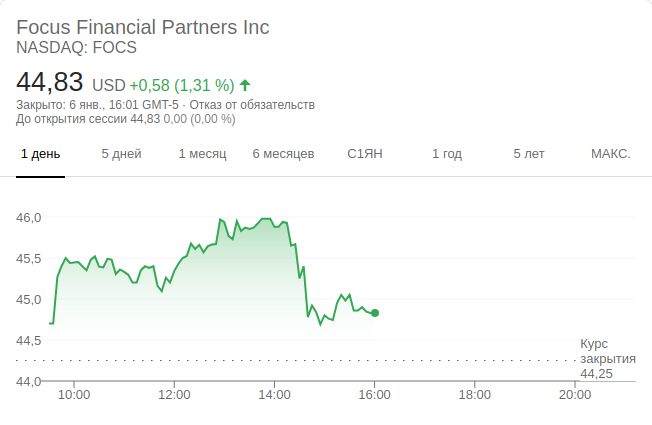 Focus Financial Partners Inc
NASDAQ: FOCS
44,83 USD +0,58 (1,31 %)
Закрыто: 6 янв., 16:01 GMT-5 · Отказ от обязательств
До открытия сессии 44,83 0,00 (0,00 %)
1 день 5 дней 1 месяц 6 месяцев С1ЯН 1 год 5 лет МАКС.
46,0
45,5
45,0
44,5
Курс
закрытия
44,25
44,0
10:00 12:00 14:00 16:00 18:00 20:00